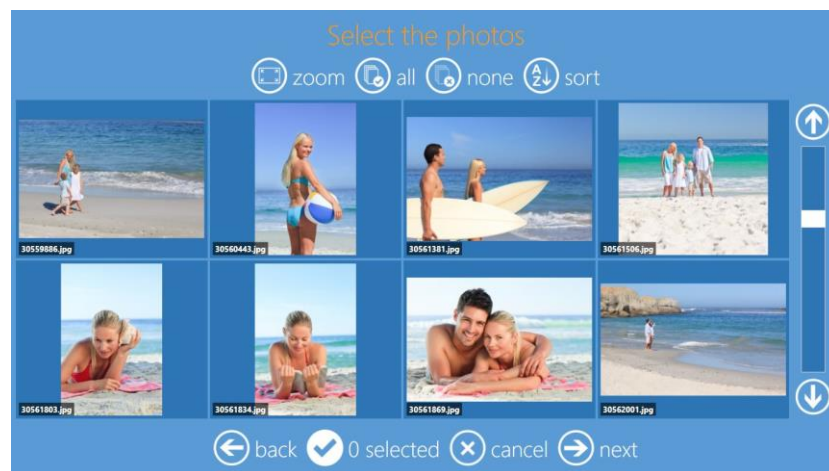 Select the photos
zoom all none AZ sort
30559886.jpg 30560443.jpg 30561381.jpg 30561506.jpg
30561803.jpg 30561834.jpg 30561869.jpg 30562001.jpg
back 0 selected cancel next